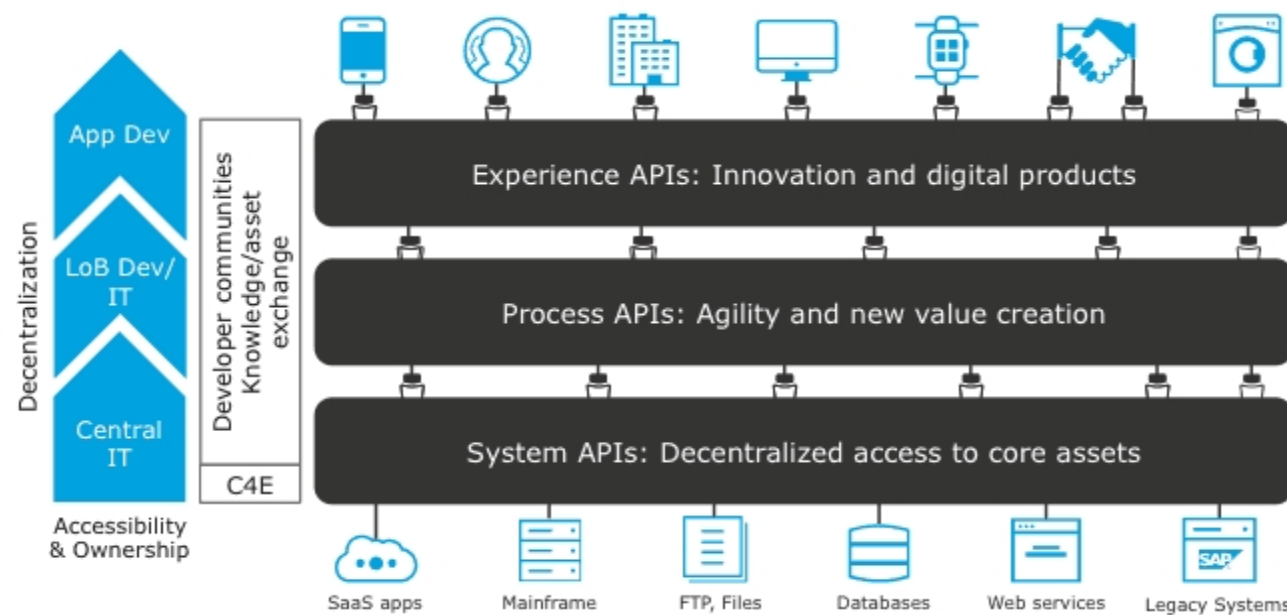 App Dev
LoB Dev/
IT
Central
IT
Decentralization
Accessibility
& Ownership
Developer communities
Knowledge/asset
exchange
C4E
Experience APIs: Innovation and digital products
Process APIs: Agility and new value creation
System APIs: Decentralized access to core assets
SaaS apps
Mainframe
FTP, Files
Databases
Web services
SAP
Legacy System